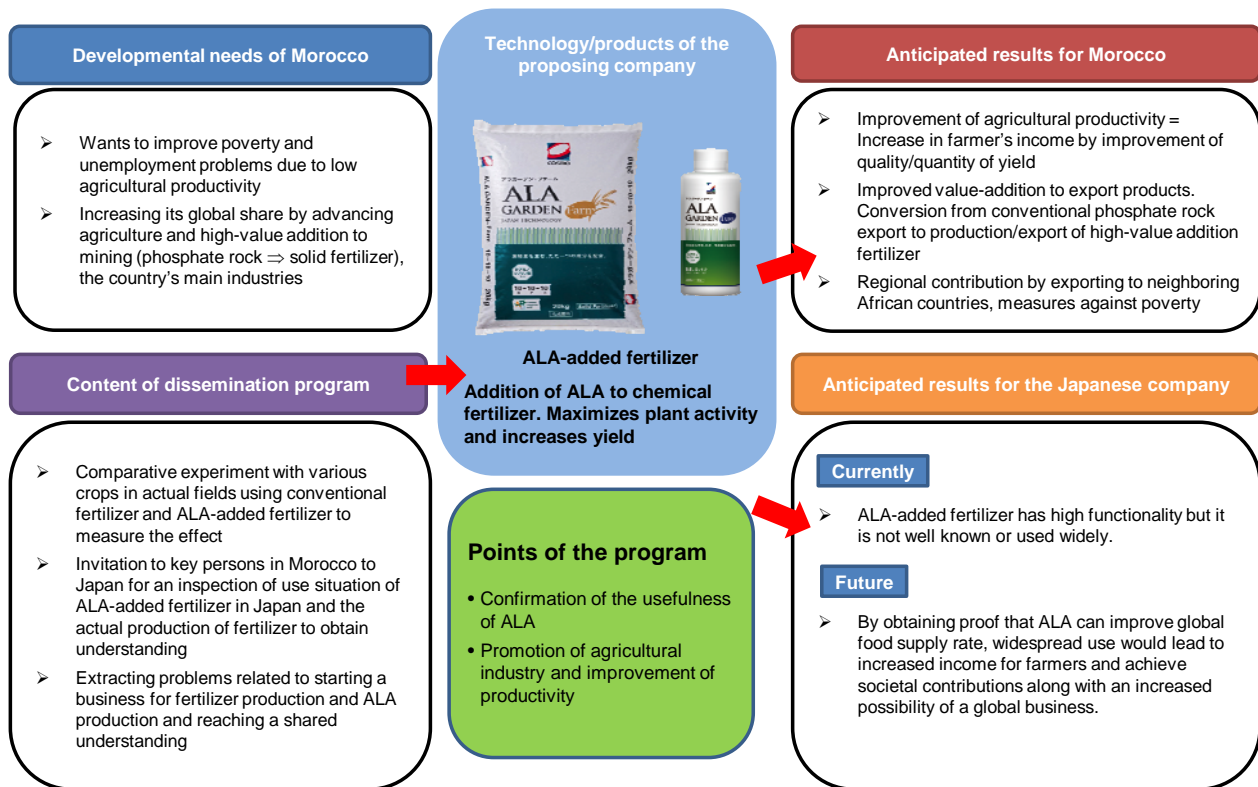 Developmental needs of Morocco
➢ Wants to improve poverty and
unemployment problems due to low
agricultural productivity
➢ Increasing its global share by advancing
agriculture and high-value addition to
mining (phosphate rock ⇒ solid fertilizer),
the country's main industries
Technology/products of the
proposing company
ALA
GARDEN
Farm
JAPAN TECHNOLOGY
10-10-10
20kg
ALA
GARDEN
ALA-added fertilizer
Addition of ALA to chemical
fertilizer. Maximizes plant activity
and increases yield
Anticipated results for Morocco
➢ Improvement of agricultural productivity =
Increase in farmer's income by improvement of
quality/quantity of yield
➢ Improved value-addition to export products.
Conversion from conventional phosphate rock
export to production/export of high-value addition
fertilizer
➢ Regional contribution by exporting to neighboring
African countries, measures against poverty
Content of dissemination program
➢ Comparative experiment with various
crops in actual fields using conventional
fertilizer and ALA-added fertilizer to
measure the effect
➢ Invitation to key persons in Morocco to
Japan for an inspection of use situation of
ALA-added fertilizer in Japan and the
actual production of fertilizer to obtain
understanding
➢ Extracting problems related to starting a
business for fertilizer production and ALA
production and reaching a shared
understanding
Points of the program
• Confirmation of the usefulness
of ALA
• Promotion of agricultural
industry and improvement of
productivity
Anticipated results for the Japanese company
Currently
➢ ALA-added fertilizer has high functionality but it
is not well known or used widely.
Future
➢ By obtaining proof that ALA can improve global
food supply rate, widespread use would lead to
increased income for farmers and achieve
societal contributions along with an increased
possibility of a global business.